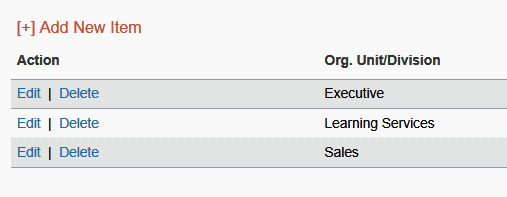 [+] Add New Item
Action Org. Unit/Division
Edit | Delete Executive
Edit | Delete Learning Services
Edit | Delete Sales